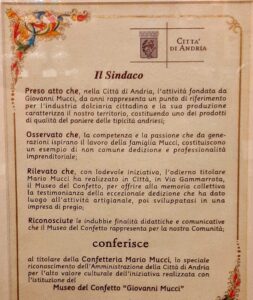 CITTA'
DI ANDRIA
Il Sindaco
Preso atto che, nella Città di Andria, l'attività fondata da
Giovanni Mucci, da anni rappresenta un punto di riferimento
per l'industria dolciaria cittadina e la sua produzione
caratterizza il nostro territorio, costituendo uno dei prodotti
di qualità del paniere delle tipicità andriesi;
Osservato che, la competenza e la passione che da gene-
razioni ispirano il lavoro della famiglia Mucci, costituiscono
un esempio di non comune dedizione e professionalità
imprenditoriale;
Rilevato che, con lodevole iniziativa, l'odierna titolare
Mario Mucci ha realizzato in Città, in Via Gammarrota,
il Museo del Confetto, per offrire alla memoria collettiva
la testimonianza della eccezionale dedizione che ha dato
luogo all'attività artigianale, poi sviluppatasi in una
impresa di pregio;
Riconosciute le indubbie finalità didattiche e comunicative
che il Museo del Confetto rappresenta per la nostra Comunità;
conferisce
al titolare della Confetteria Mario Mucci, lo speciale
riconoscimento dell'Amministrazione della Città di Andria
per l'alto valore culturale dell'iniziativa realizzata con
l'istituzione del
Museo del Confetto "Giovanni Mucci"